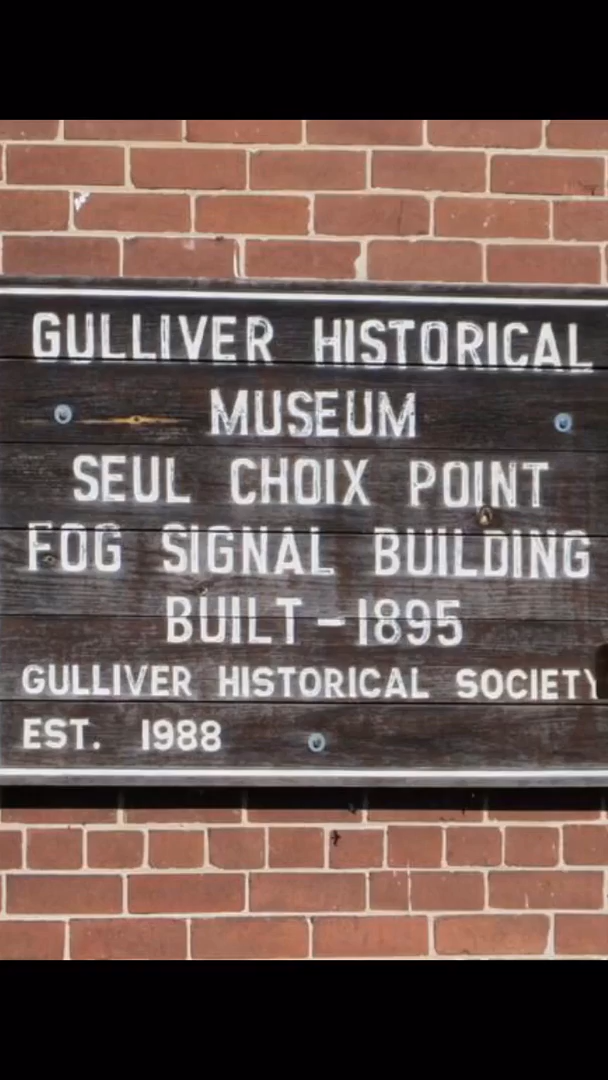 GULLIVER HISTORICAL
MUSEUM
SEUL CHOIX POINT
FOG SIGNAL BUILDING
BUILT-1895
GULLIVER HISTORICAL SOCIETY
EST. 1988